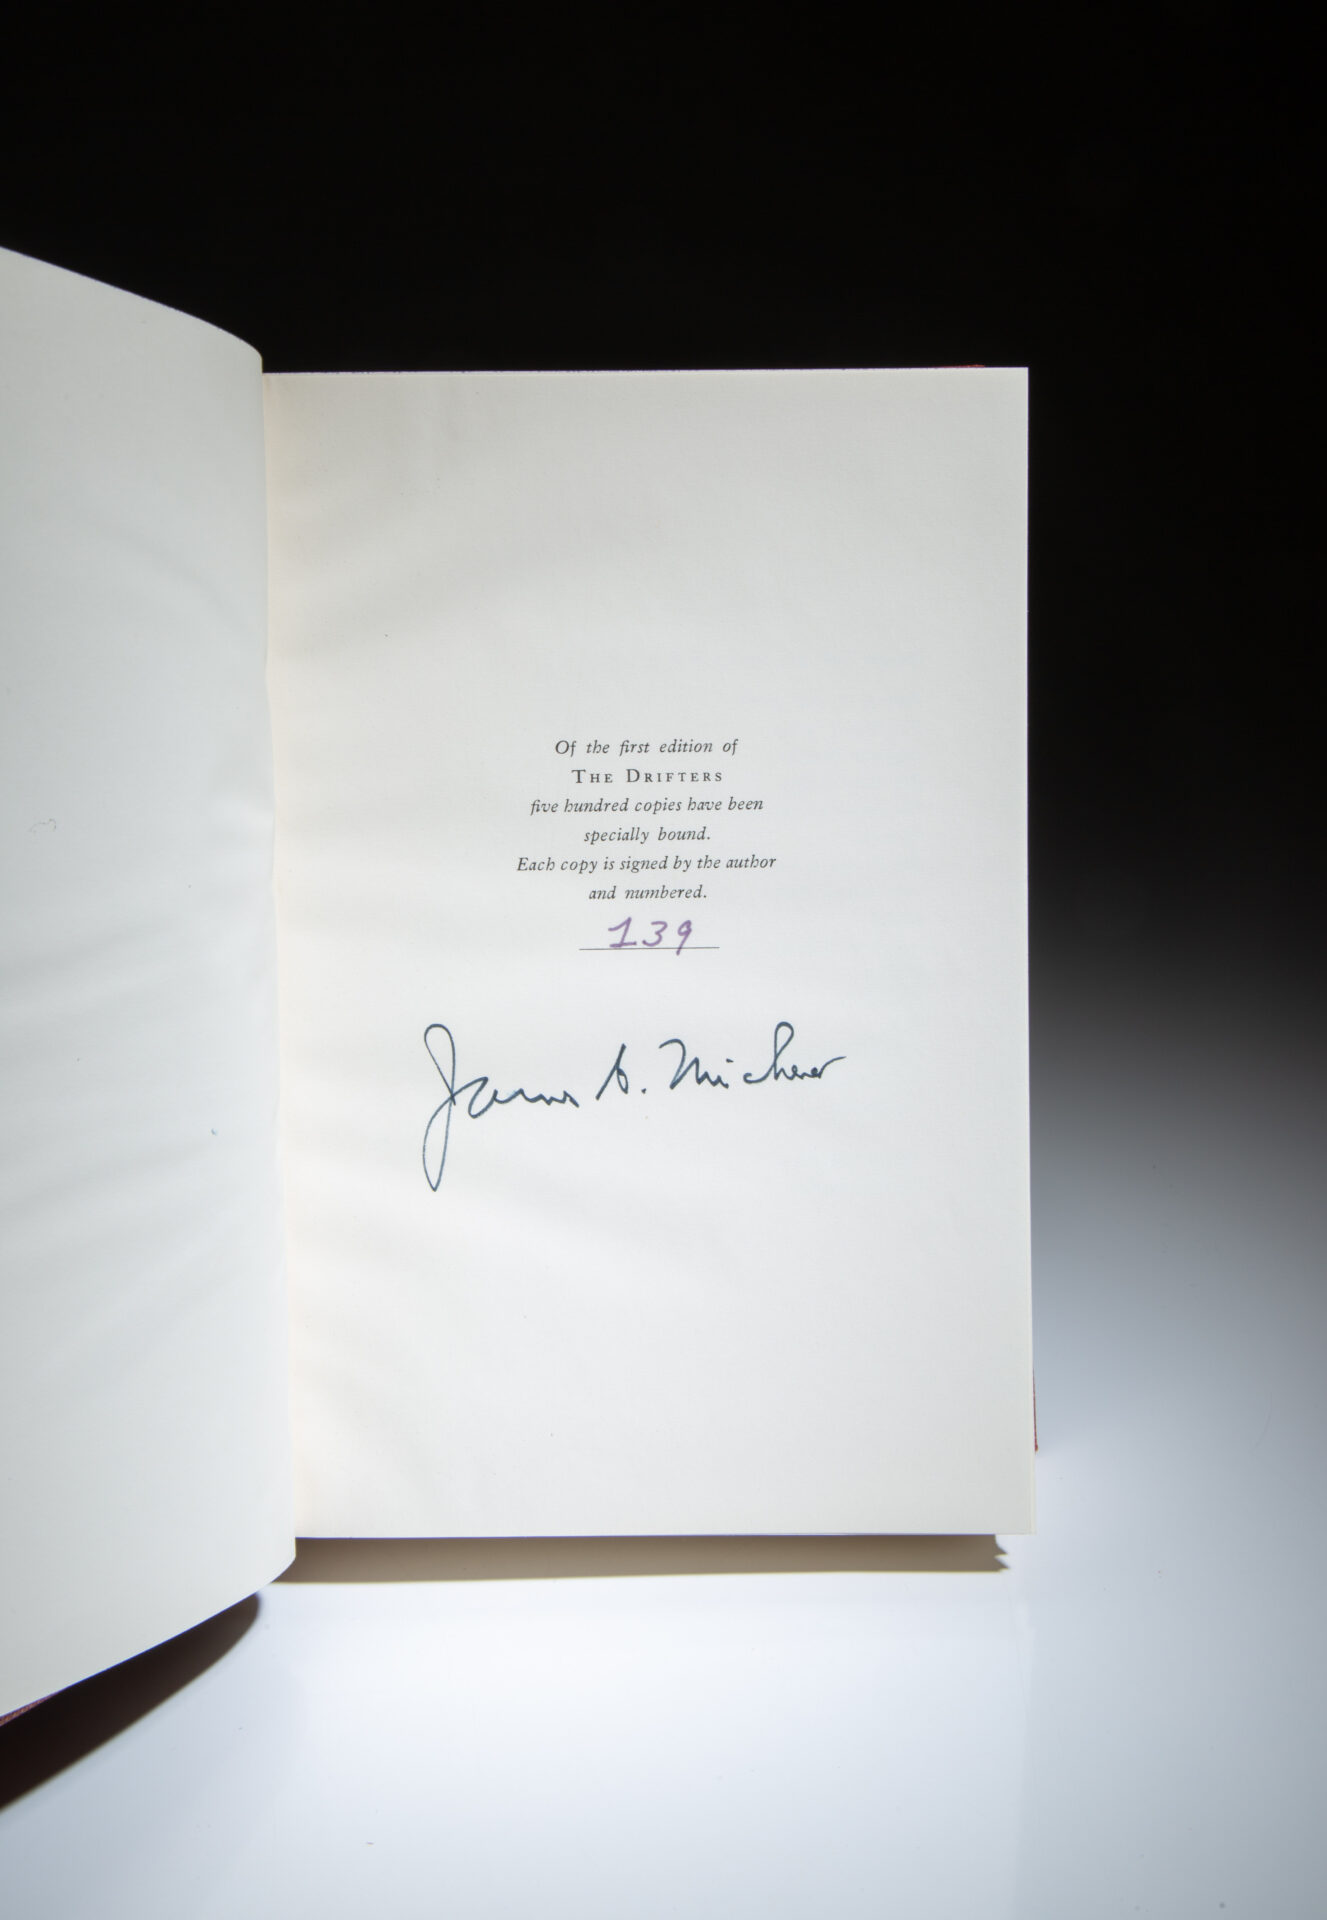 Of the first edition of
THE DRIFTERS
five hundred copies have been
specially bound.
Each copy is signed by the author
and numbered.
139
James A. Michener